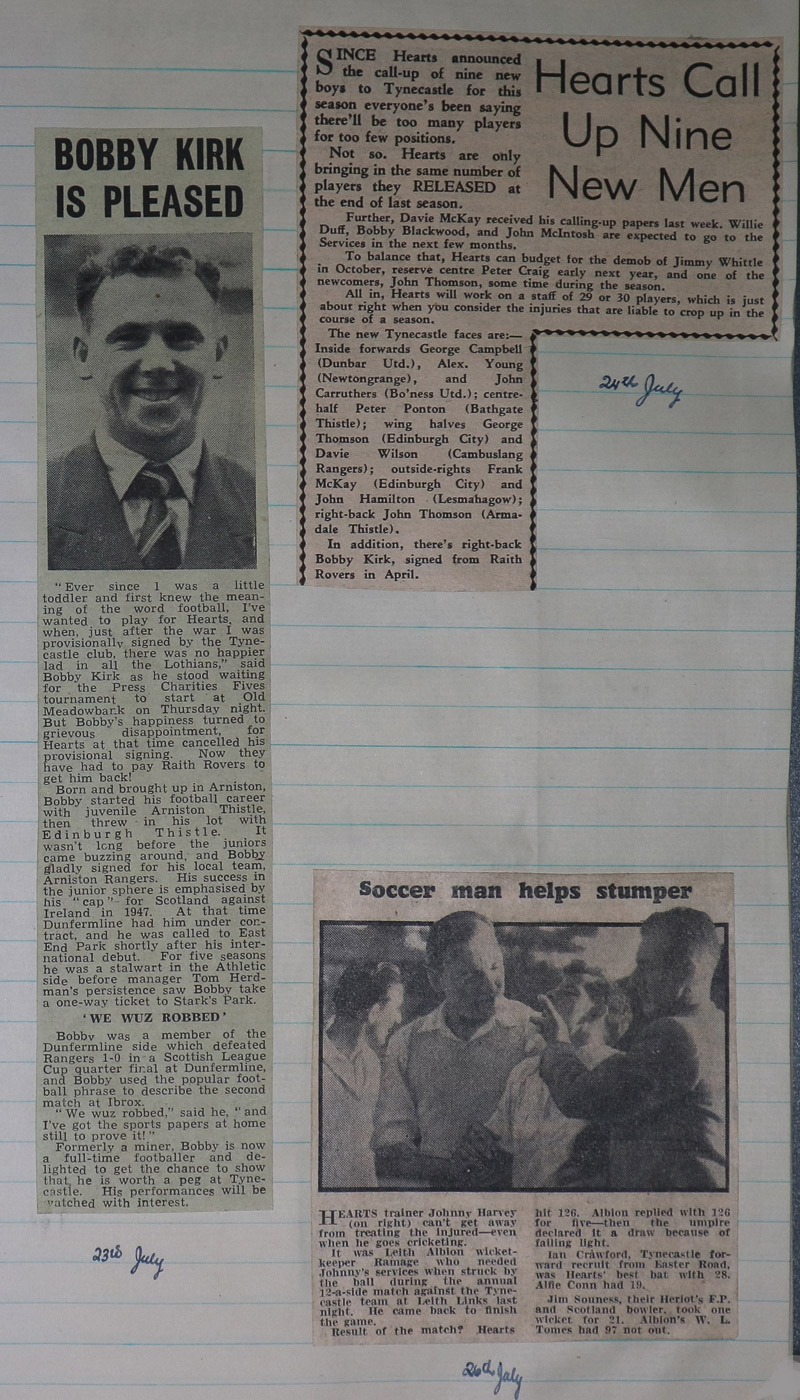 BOBBY KIRK
IS PLEASED
"Ever since I was a little
toddler and first knew the mean-
ing of the word football, I've
wanted to play for Hearts, and
when, just after the war I was
provisionally signed by the Tyne-
castle club, there was no happier
lad in all the Lothians," said
Bobby Kirk as he stood waiting
for the Press Charities Fives
tournament to start at Old
Meadowbank on Thursday night.
But Bobby's happiness turned to
grievous disappointment, for
Hearts at that time cancelled his
provisional signing. Now they
have had to pay Raith Rovers to
get him back!
Born and brought up in Arniston,
Bobby started his football career
with juvenile Arniston Thistle,
then threw in his lot with
Edinburgh Thistle. It
wasn't long before the juniors
came buzzing around, and Bobby
gladly signed for his local team,
Arniston Rangers. His success in
the junior sphere is emphasised by
his "cap" for Scotland against
Ireland in 1947. At that time
Dunfermline had him under con-
tract, and he was called to East
End Park shortly after his inter-
national debut. For five seasons
he was a stalwart in the Athletic
side before manager Tom Herd-
man's persistence saw Bobby take
a one-way ticket to Stark's Park.
'WE WUZ ROBBED'
Bobby was a member of the
Dunfermline side which defeated
Rangers 1-0 in a Scottish League
Cup quarter final at Dunfermline,
and Bobby used the popular foot-
ball phrase to describe the second
match at Ibrox.
"We wuz robbed," said he, "and
I've got the sports papers at home
still to prove it!"
Formerly a miner, Bobby is now
a full-time footballer and de-
lighted to get the chance to show
that he is worth a peg at Tyne-
castle. His performances will be
watched with interest.
23rd July
Hearts Call
Up Nine
New Men
SINCE Hearts announced
the call-up of nine new
boys to Tynecastle for this
season everyone's been saying
there'll be too many players
for too few positions.
Not so. Hearts are only
bringing in the same number of
players they RELEASED at
the end of last season.
Further, Davie McKay received his calling-up papers last week. Willie
Duff, Bobby Blackwood, and John McIntosh are expected to go to the
Services in the next few months.
To balance that, Hearts can budget for the demob of Jimmy Whittle
in October, reserve centre Peter Craig early next year, and one of the
newcomers, John Thomson, some time during the season.
All in, Hearts will work on a staff of 29 or 30 players, which is just
about right when you consider the injuries that are liable to crop up in the
course of a season.
The new Tynecastle faces are:—
Inside forwards George Campbell
(Dunbar Utd.), Alex. Young
(Newtongrange), and John
Carruthers (Bo'ness Utd.); centre-
half Peter Ponton (Bathgate
Thistle); wing halves George
Thomson (Edinburgh City) and
Davie Wilson (Cambuslang
Rangers); outside-rights Frank
McKay (Edinburgh City) and
John Hamilton (Lesmahagow);
right-back John Thomson (Arma-
dale Thistle).
In addition, there's right-back
Bobby Kirk, signed from Raith
Rovers in April.
24th July
Soccer man helps stumper
HEARTS trainer Johnny Harvey
(on right) can't get away
from treating the injured—even
when he goes cricketing.
It was Leith Albion wicket-
keeper Ramage who needed
Johnny's services when struck by
the ball during the annual
12-a-side match against the Tyne-
castle team at Leith Links last
night. He came back to finish
the game.
Result of the match? Hearts
hit 126. Albion replied with 126
for five—then the umpire
declared it a draw because of
failing light.
Ian Crawford, Tynecastle for-
ward recruit from Easter Road,
was Hearts' best bat with 28.
Alfie Conn had 19.
Jim Souness, their Heriot's F.P.
and Scotland bowler, took one
wicket for 21. Albion's W. L.
Tomes had 97 not out.
26th July